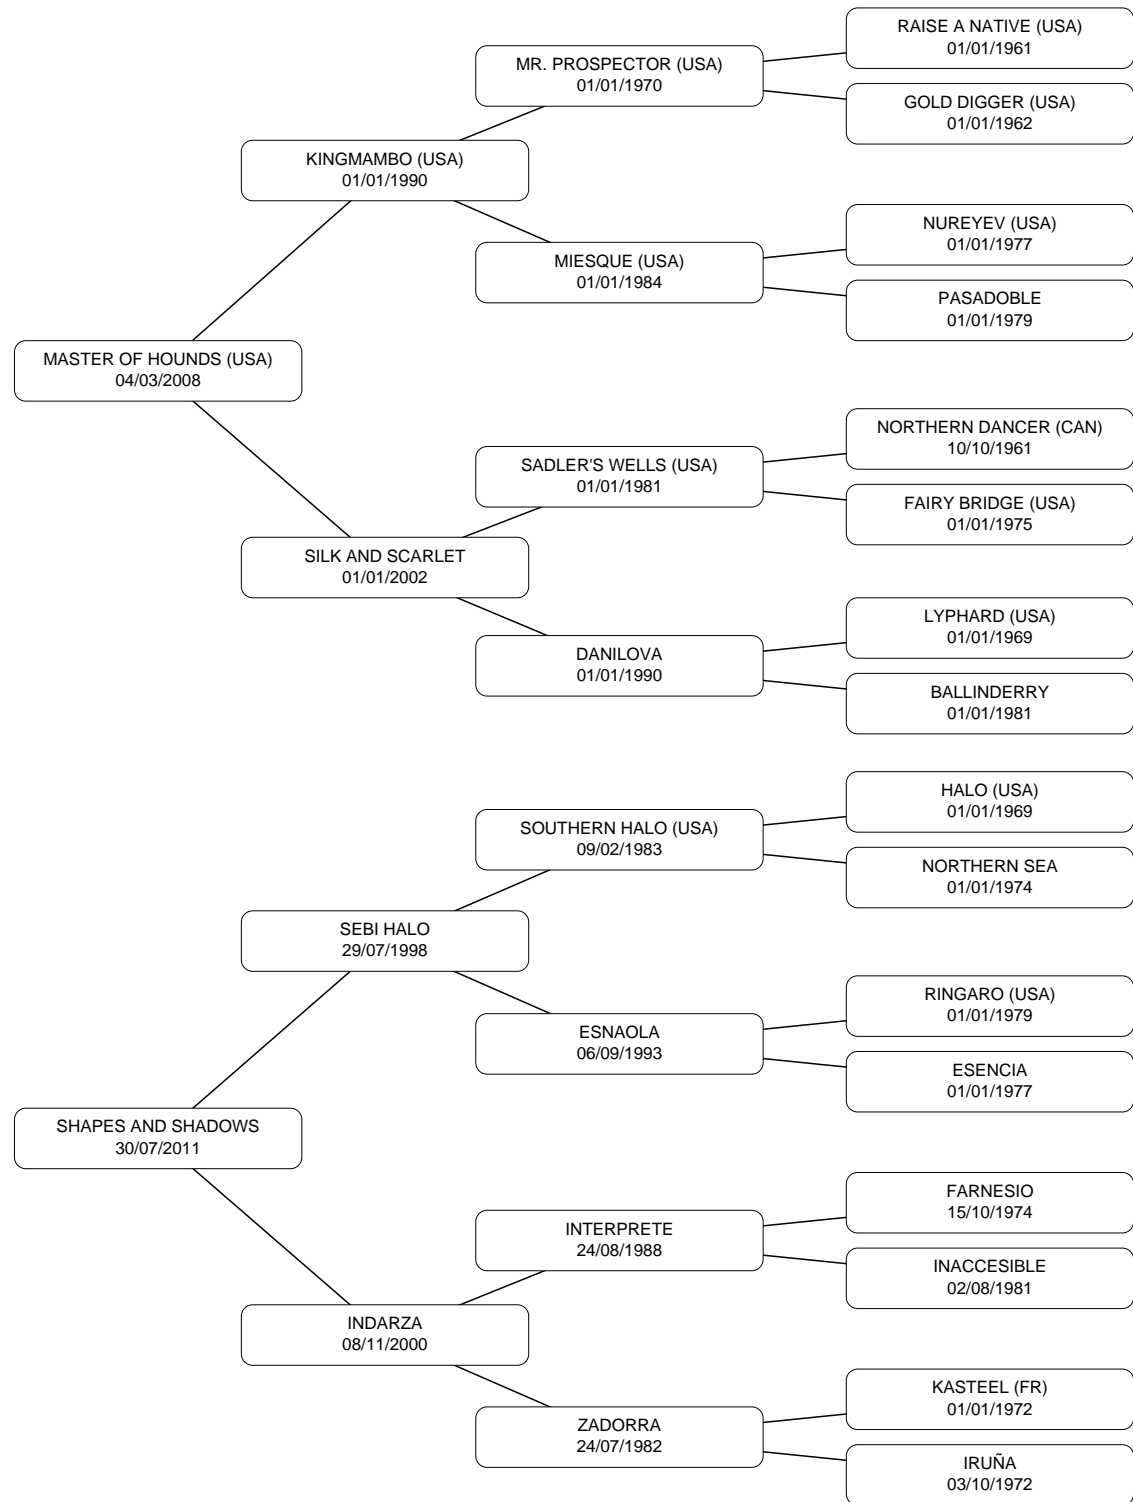 RAISE A NATIVE (USA)
01/01/1961
MR. PROSPECTOR (USA)
01/01/1970
GOLD DIGGER (USA)
01/01/1962
KINGMAMBO (USA)
01/01/1990
NUREYEV (USA)
01/01/1977
MIESQUE (USA)
01/01/1984
PASADOBLE
01/01/1979
MASTER OF HOUNDS (USA)
04/03/2008
NORTHERN DANCER (CAN)
10/10/1961
SADLER'S WELLS (USA)
01/01/1981
FAIRY BRIDGE (USA)
01/01/1975
SILK AND SCARLET
01/01/2002
LYPHARD (USA)
01/01/1969
DANILOVA
01/01/1990
BALLINDERRY
01/01/1981
HALO (USA)
01/01/1969
SOUTHERN HALO (USA)
09/02/1983
NORTHERN SEA
01/01/1974
SEBI HALO
29/07/1998
RINGARO (USA)
01/01/1979
ESNAOLA
06/09/1993
ESENCIA
01/01/1977
SHAPES AND SHADOWS
30/07/2011
FARNESIO
15/10/1974
INTERPRETE
24/08/1988
INACCESIBLE
02/08/1981
INDARZA
08/11/2000
KASTEEL (FR)
01/01/1972
ZADORRA
24/07/1982
IRUÑA
03/10/1972